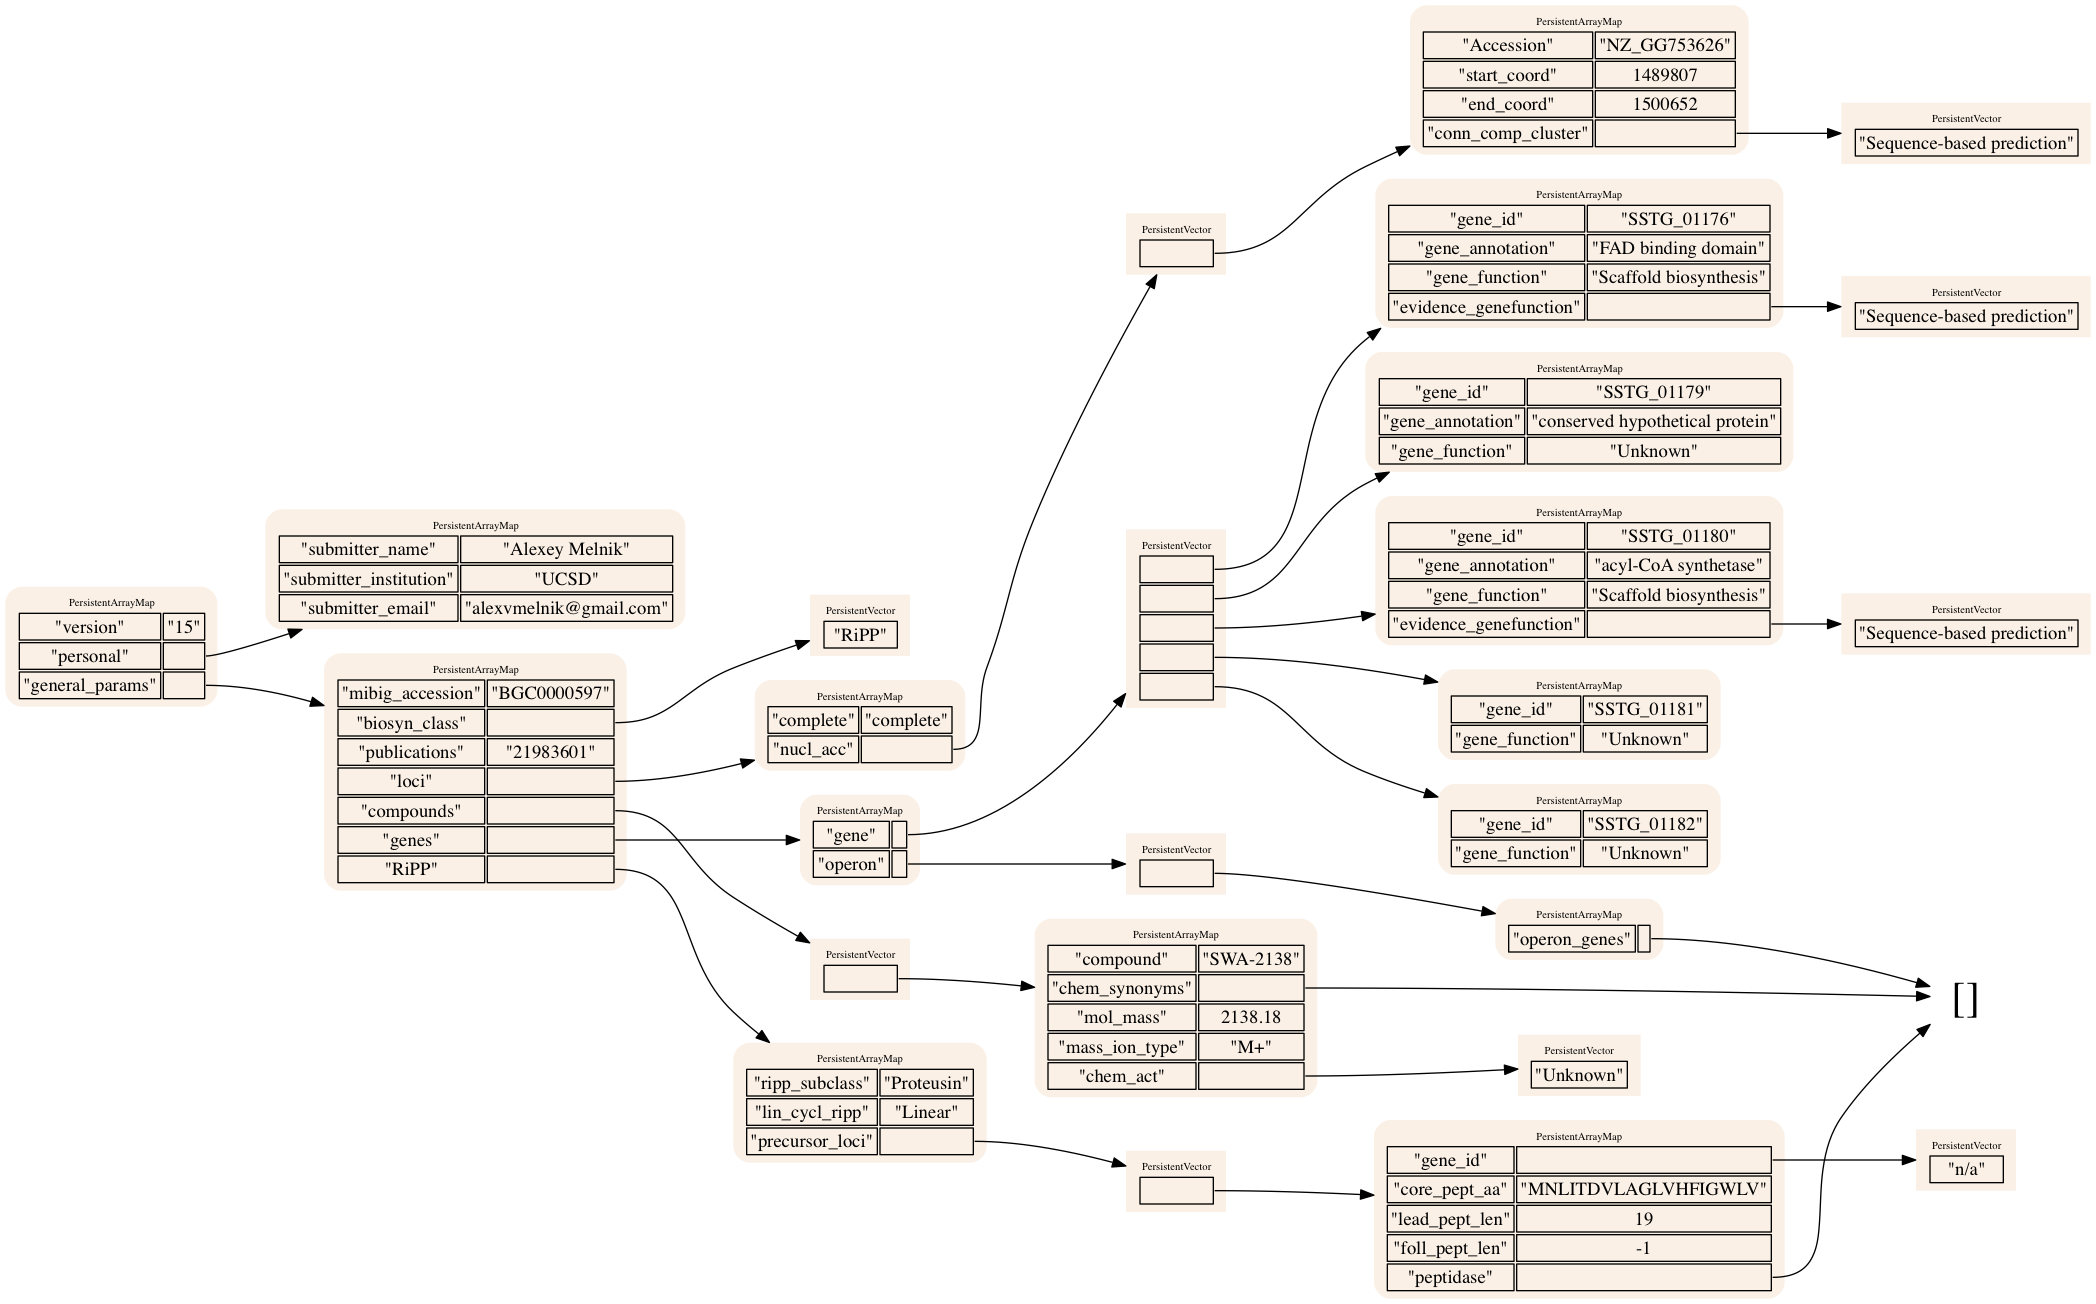 PersistentArrayMap
"version" "15"
"personal"
"general_params"
PersistentArrayMap
"submitter_name" "Alexey Melnik"
"submitter_institution" "UCSD"
"submitter_email" "alexvmelnik@gmail.com"
PersistentArrayMap
"mibig_accession" "BGC0000597"
"biosyn_class"
"publications" "21983601"
"loci"
"compounds"
"genes"
"RiPP"
PersistentVector
"RiPP"
PersistentArrayMap
"complete" "complete"
"nucl_acc"
PersistentArrayMap
"gene"
"operon"
PersistentVector
PersistentArrayMap
"ripp_subclass" "Proteusin"
"lin_cycl_ripp" "Linear"
"precursor_loci"
PersistentVector
PersistentVector
PersistentVector
PersistentArrayMap
"compound" "SWA-2138"
"chem_synonyms"
"mol_mass" 2138.18
"mass_ion_type" "M+"
"chem_act"
PersistentVector
PersistentArrayMap
"Accession" "NZ_GG753626"
"start_coord" 1489807
"end_coord" 1500652
"conn_comp_cluster"
PersistentVector
"Sequence-based prediction"
PersistentArrayMap
"gene_id" "SSTG_01176"
"gene_annotation" "FAD binding domain"
"gene_function" "Scaffold biosynthesis"
"evidence_genefunction"
PersistentVector
"Sequence-based prediction"
PersistentArrayMap
"gene_id" "SSTG_01179"
"gene_annotation" "conserved hypothetical protein"
"gene_function" "Unknown"
PersistentArrayMap
"gene_id" "SSTG_01180"
"gene_annotation" "acyl-CoA synthetase"
"gene_function" "Scaffold biosynthesis"
"evidence_genefunction"
PersistentVector
"Sequence-based prediction"
PersistentArrayMap
"gene_id" "SSTG_01181"
"gene_function" "Unknown"
PersistentArrayMap
"gene_id" "SSTG_01182"
"gene_function" "Unknown"
PersistentArrayMap
"operon_genes"
[]
PersistentVector
"Unknown"
PersistentArrayMap
"gene_id"
"core_pept_aa" "MNLITDVLAGLVHFIGWLV"
"lead_pept_len" 19
"foll_pept_len" -1
"peptidase"
PersistentVector
"n/a"